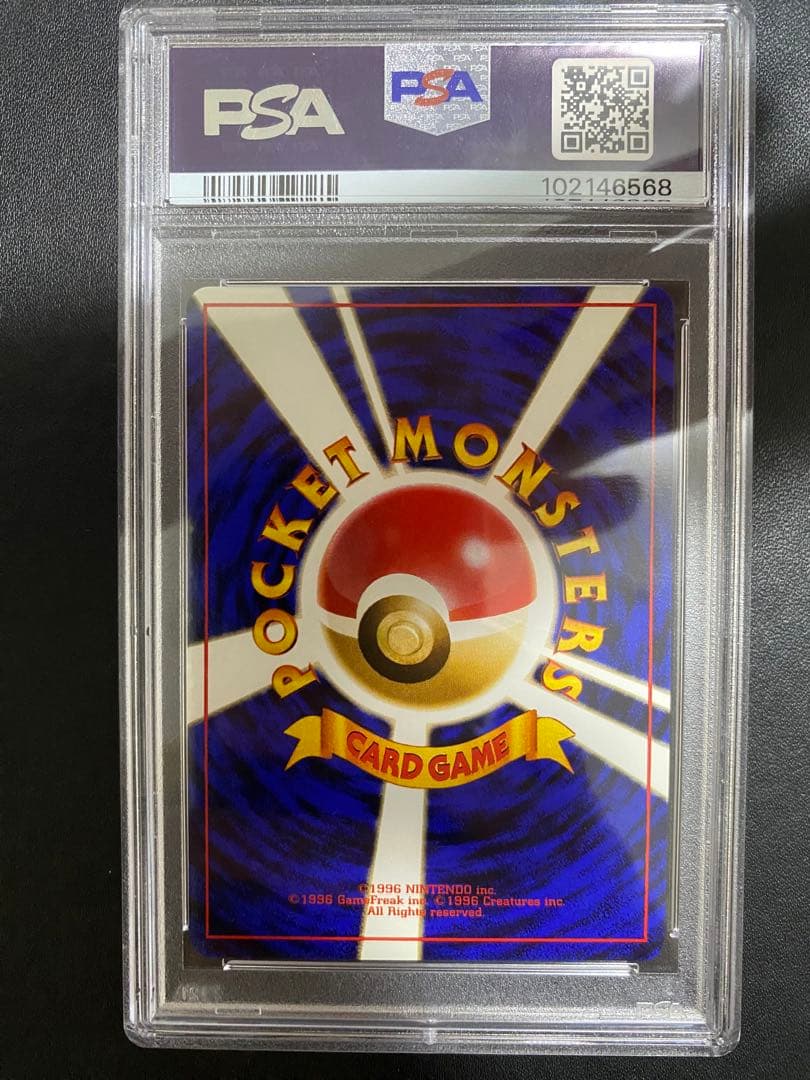 PSA
PSA
102146568
POCKET MONSTERS
CARD GAME
©1996 NINTENDO inc.
©1996 GameFreak inc. ©1996 Creatures inc.
All Rights reserved.